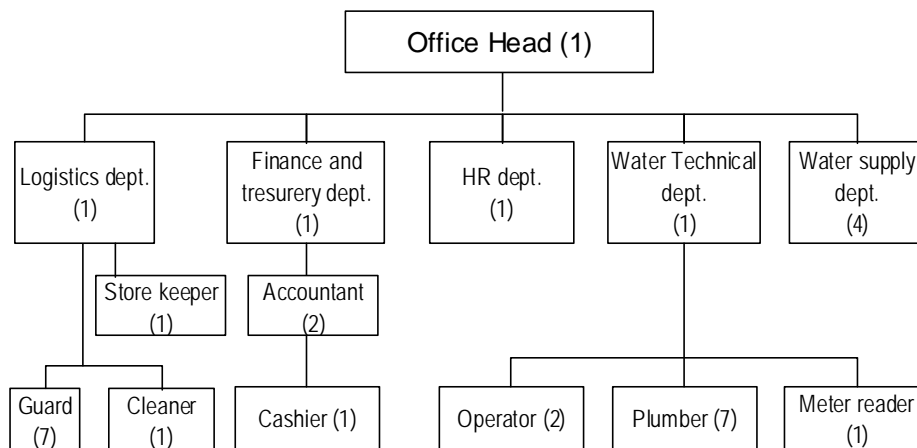 Office Head (1)
Logistics dept.
(1)
Finance and
tresurery dept.
(1)
HR dept.
(1)
Water Technical
dept.
(1)
Water supply
dept.
(4)
Store keeper
(1)
Accountant
(2)
Guard
(7)
Cleaner
(1)
Cashier (1)
Operator (2)
Plumber (7)
Meter reader
(1)